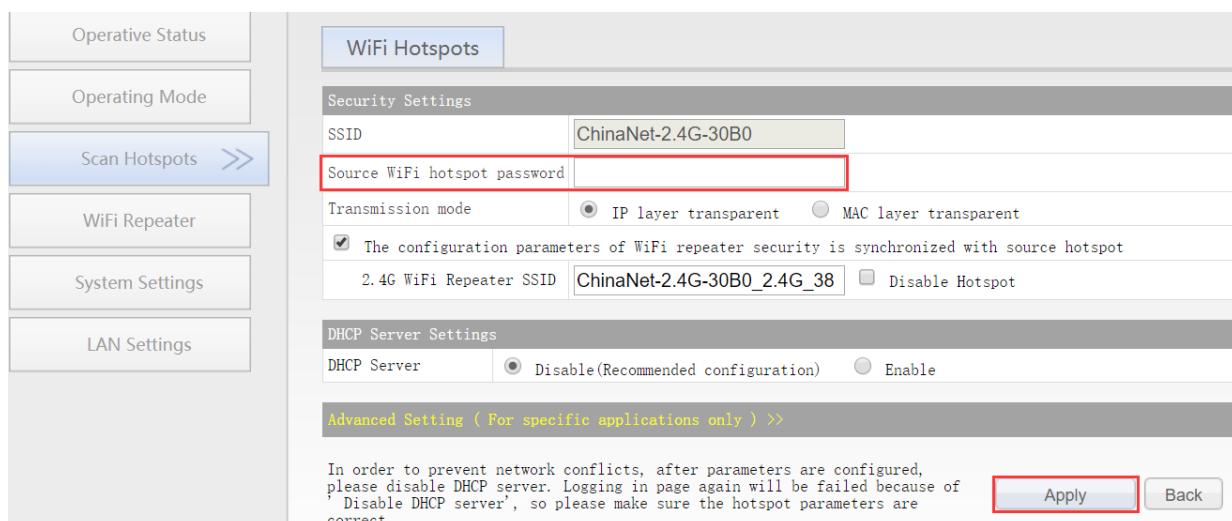 Operative Status
Operating Mode
Scan Hotspots >>
WiFi Repeater
System Settings
LAN Settings
WiFi Hotspots
Security Settings
SSID ChinaNet-2.4G-30B0
Source WiFi hotspot password
Transmission mode IP layer transparent MAC layer transparent
The configuration parameters of WiFi repeater security is synchronized with source hotspot
2.4G WiFi Repeater SSID ChinaNet-2.4G-30B0_2.4G_38 Disable Hotspot
DHCP Server Settings
DHCP Server Disable(Recommended configuration) Enable
Advanced Setting ( For specific applications only ) >>
In order to prevent network conflicts, after parameters are configured,
please disable DHCP server. Logging in page again will be failed because of
' Disable DHCP server', so please make sure the hotspot parameters are
correct
Apply Back